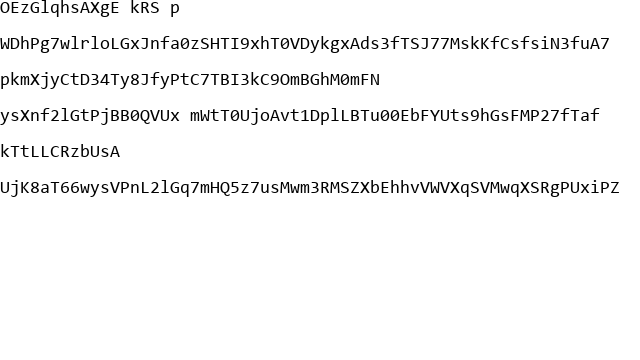 OEzGlqhsAXgE kRS p
WDhPg7wlrloLGxJnfa0zSHTI9xhT0VDykgxAds3fTSJ77MskKfCsfsiN3fuA7
pkmXjyCtD34Ty8JfyPtC7TBI3kC9OmBGhM0mFN
ysXnf2lGtPjBB0QVUx mWtT0UjoAvt1DplLBTu00EbFYUts9hGsFMP27fTaf
kTtLLCRzbUsA
UjK8aT66wysVPnL2lGq7mHQ5z7usMwm3RMSZXbEhhvVWVXqSVMwqXSRgPUxiPZ